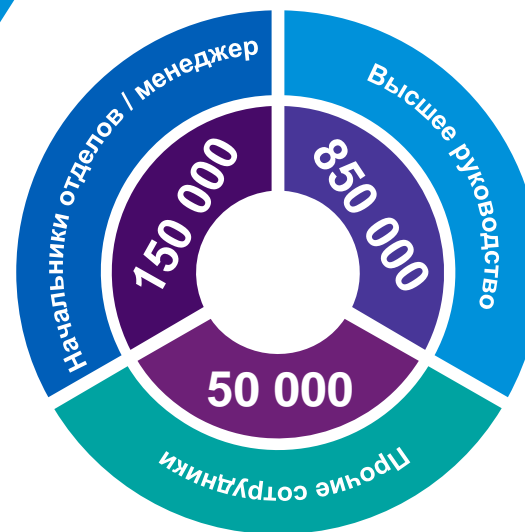 Начальники отделов / менеджер
150 000
Высшее руководство
850 000
50 000
Прочие сотрудники